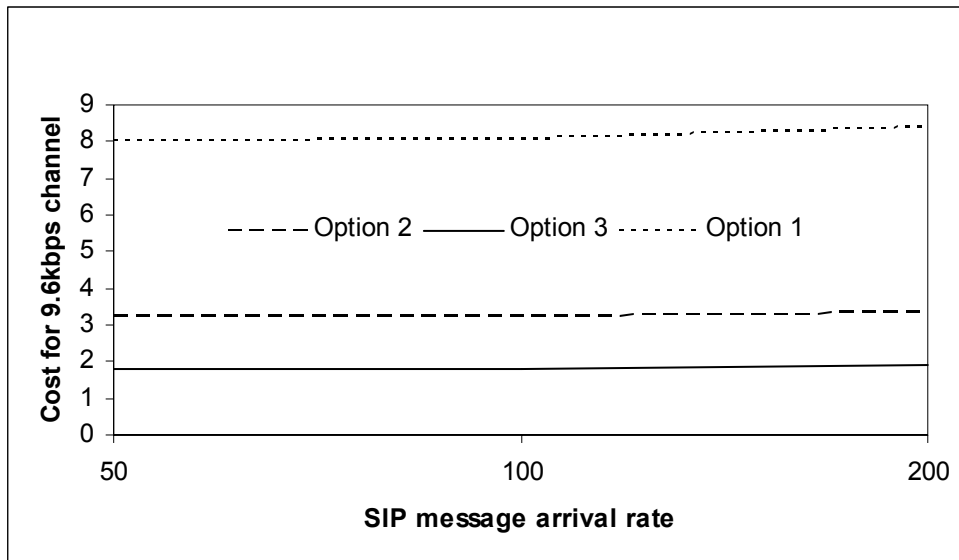 Cost for 9.6kbps channel
9
8
7
6
5
4
3
2
1
0
Option 2 Option 3 Option 1
50 100 200
SIP message arrival rate